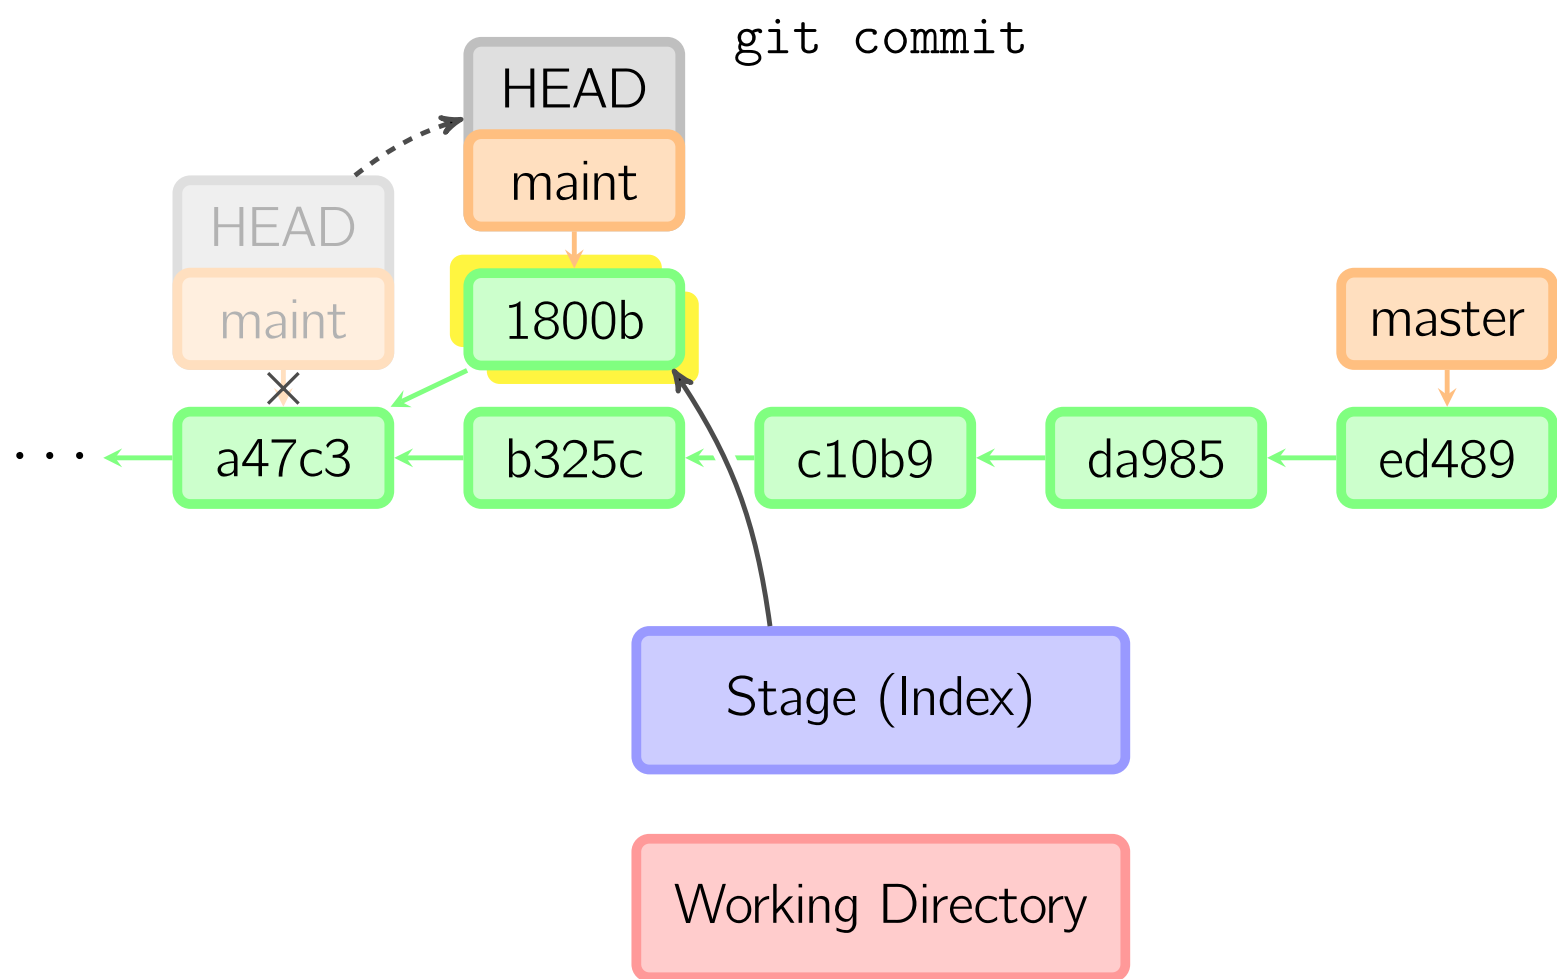 git commit
HEAD
maint
HEAD
maint
1800b
master
... a47c3 b325c c10b9 da985 ed489
Stage (Index)
Working Directory